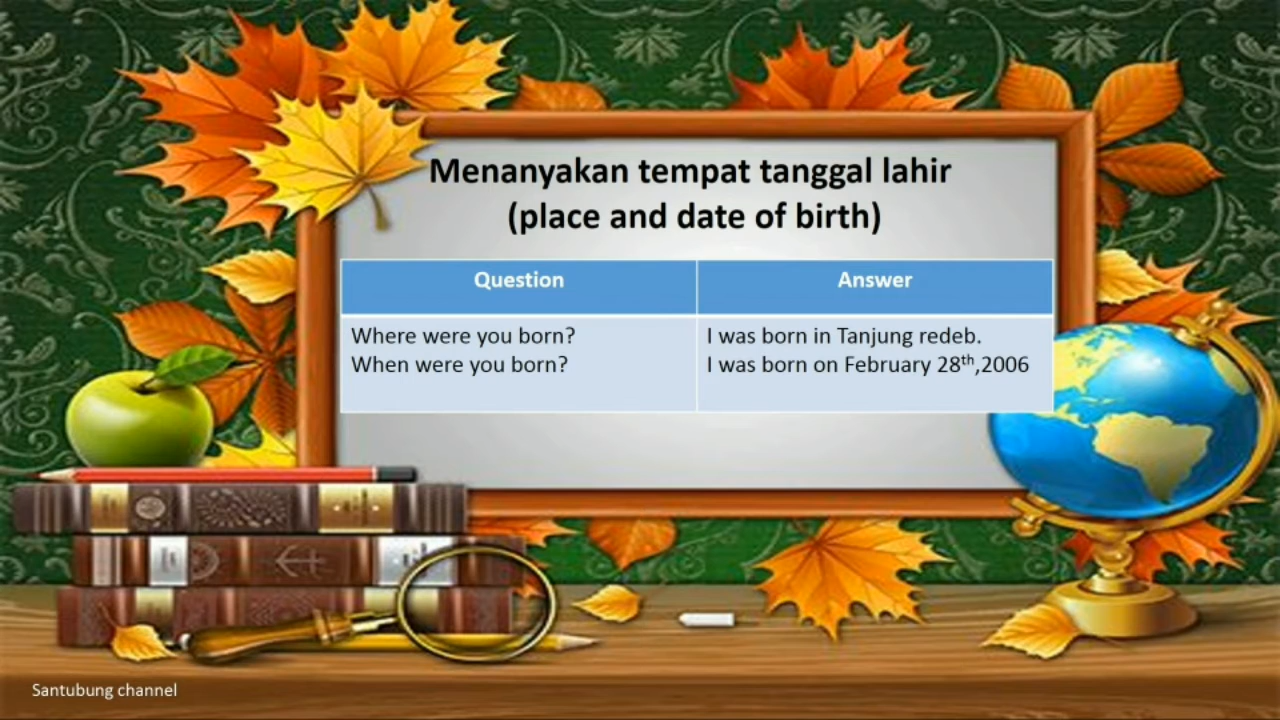 Menanyakan tempat tanggal lahir
(place and date of birth)
Question
Answer
Where were you born?
When were you born?
I was born in Tanjung redeb.
I was born on February 28th,2006
Santubung channel